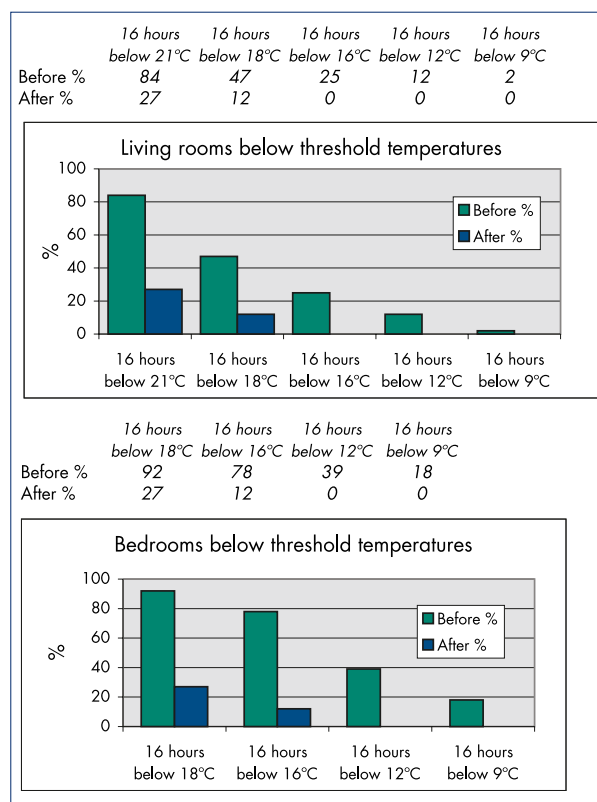 16 hours 16 hours 16 hours 16 hours 16 hours
below 21°C below 18°C below 16°C below 12°C below 9°C
Before % 84 47 25 12 2
After % 27 12 0 0 0
Living rooms below threshold temperatures
100
80
60
40
20
0
%
Before %
After %
16 hours 16 hours 16 hours 16 hours 16 hours
below 21°C below 18°C below 16°C below 12°C below 9°C
16 hours 16 hours 16 hours 16 hours
below 18°C below 16°C below 12°C below 9°C
Before % 92 78 39 18
After % 27 12 0 0
Bedrooms below threshold temperatures
100
80
60
40
20
0
%
Before %
After %
16 hours 16 hours 16 hours 16 hours
below 18°C below 16°C below 12°C below 9°C